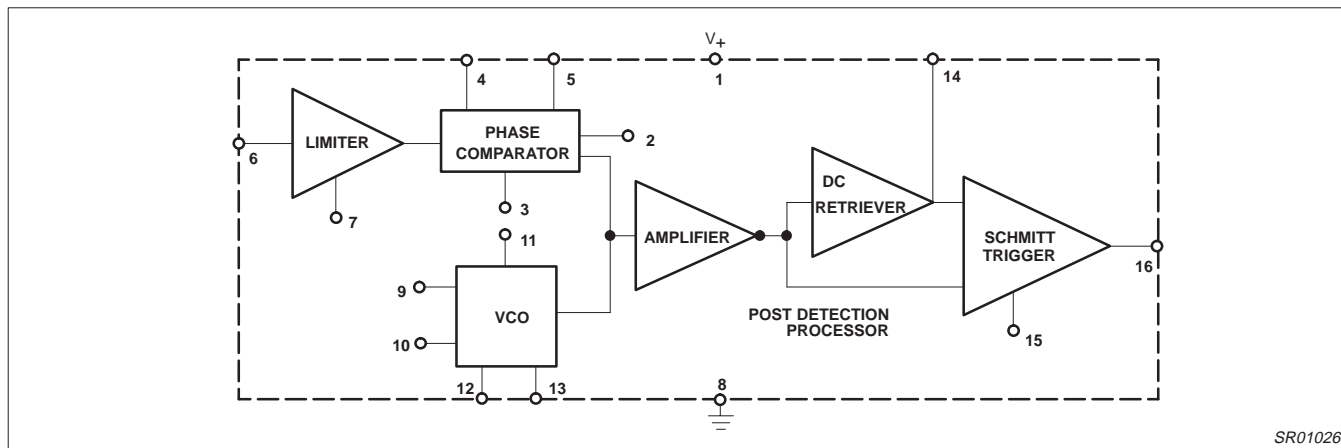 V+
1
4
5
14
6
LIMITER
7
PHASE
COMPARATOR
2
3
11
9
10
VCO
12
13
AMPLIFIER
DC
RETRIEVER
SCHMITT
TRIGGER
16
15
POST DETECTION
PROCESSOR
8
SR01026